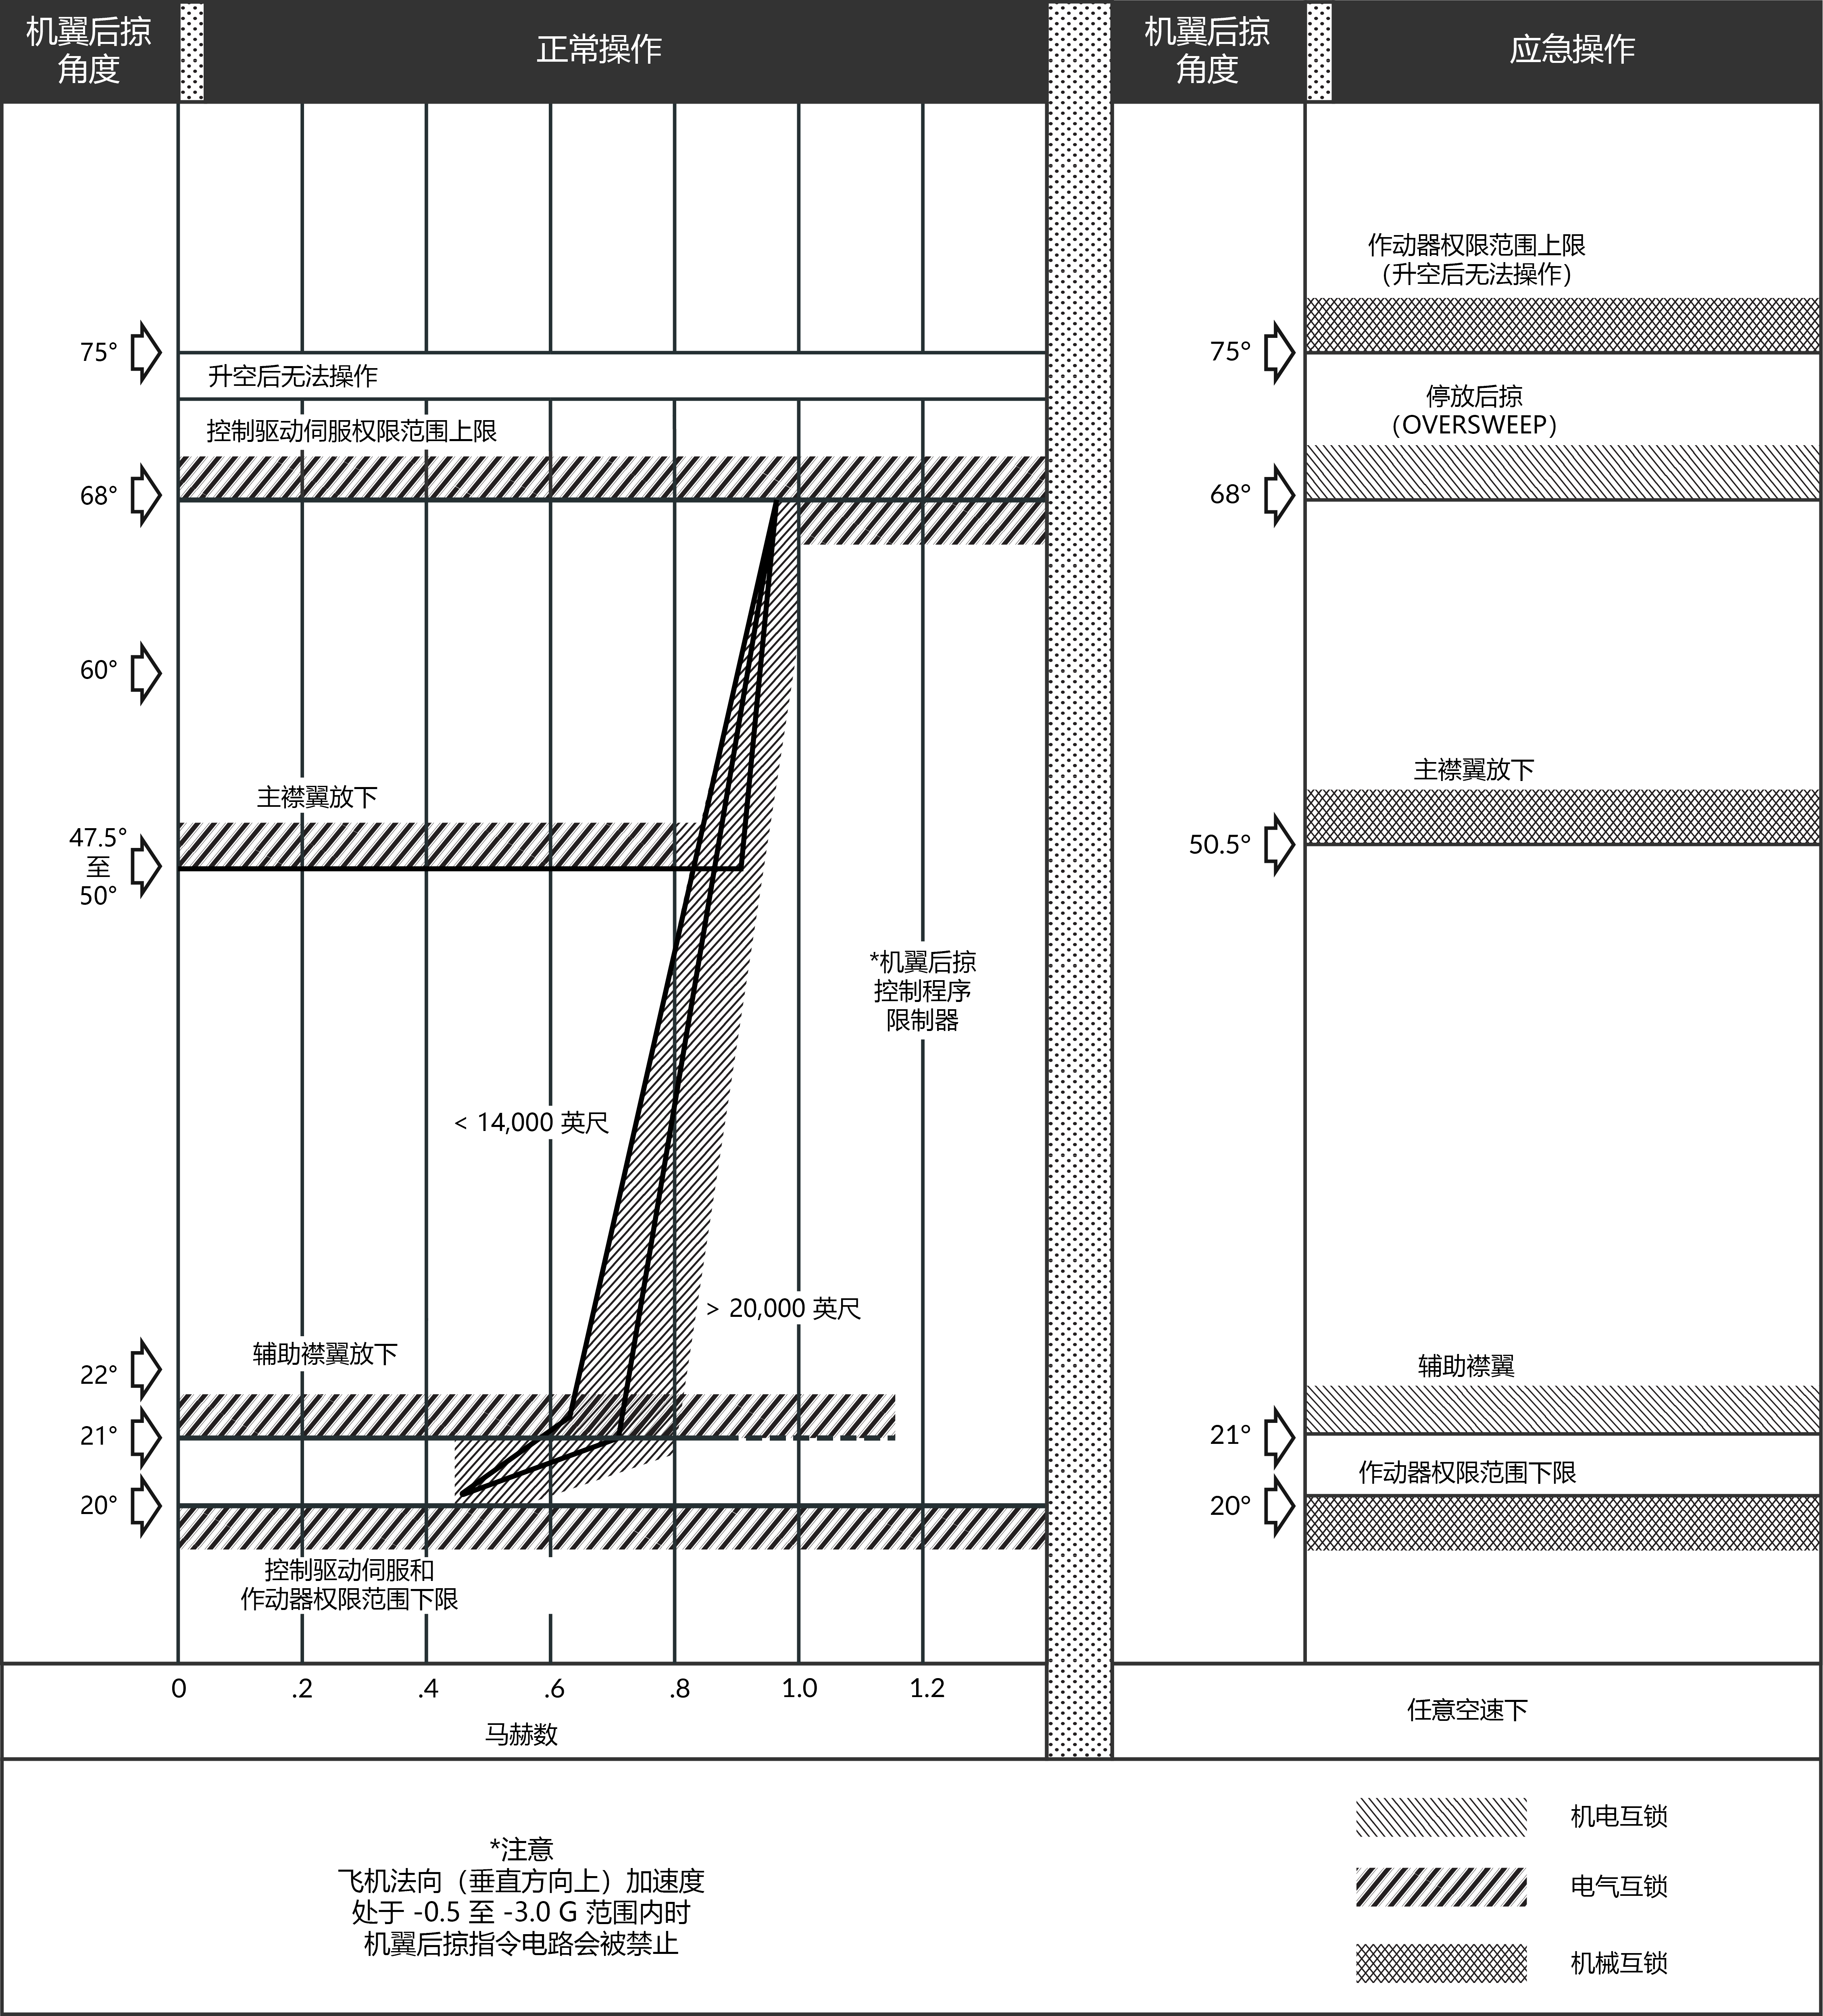 机翼后掠
角度
正常操作
机翼后掠
角度
应急操作
75°
升空后无法操作
控制驱动伺服权限范围上限
68°
60°
主襟翼放下
47.5°
至
50°
*机翼后掠
控制程序
限制器
< 14,000 英尺
> 20,000 英尺
辅助襟翼放下
22°
21°
20°
控制驱动伺服和
作动器权限范围下限
0 .2 .4 .6 .8 1.0 1.2
马赫数
作动器权限范围上限
（升空后无法操作）
75°
停放后掠
（OVERSWEEP）
68°
主襟翼放下
50.5°
辅助襟翼
21°
作动器权限范围下限
20°
任意空速下
*注意
飞机法向（垂直方向上）加速度
处于 -0.5 至 -3.0 G 范围内时
机翼后掠指令电路会被禁止
机电互锁
电气互锁
机械互锁